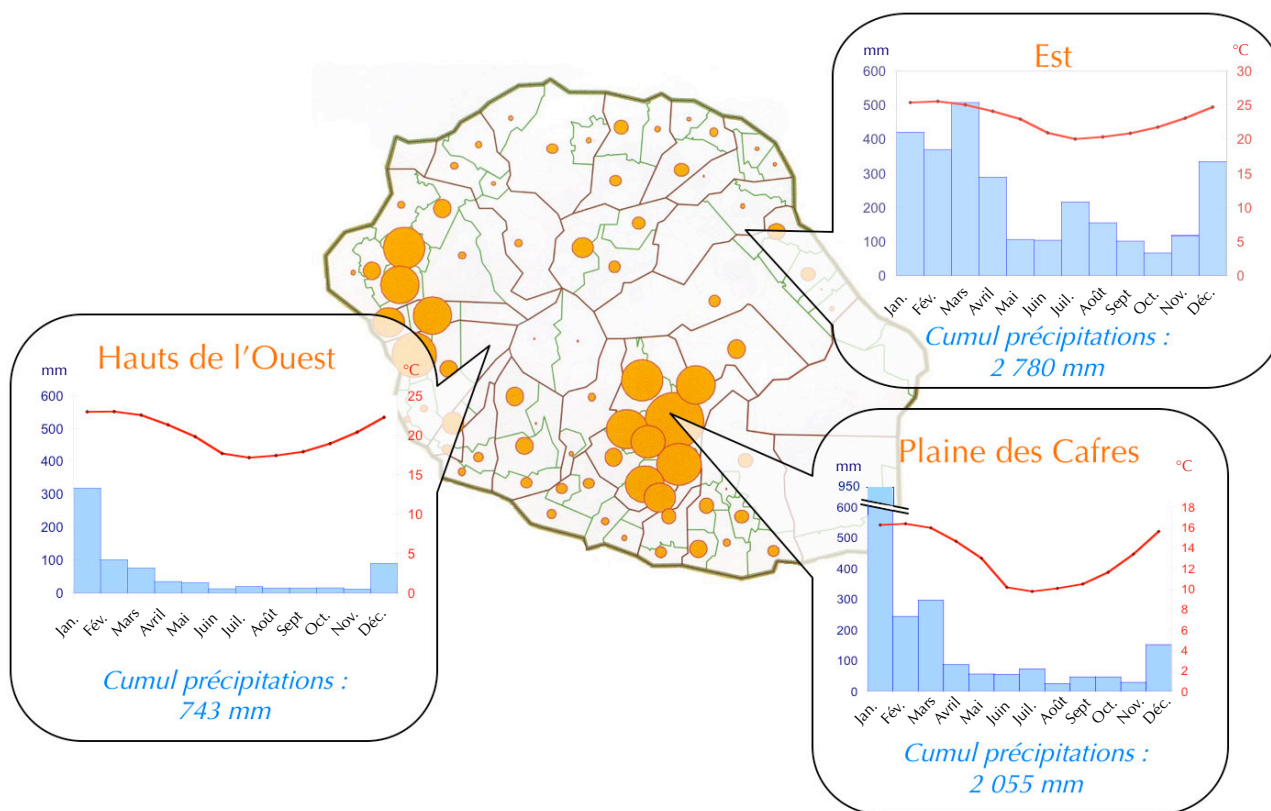 Est
mm
°C
600
500
400
300
200
100
0
30
25
20
15
10
5
0
Jan.
Fév.
Mars
Avril
Mai
Juin
Juil.
Août
Sept
Oct.
Nov.
Déc.
Cumul précipitations :
2 780 mm
Hauts de l’Ouest
mm
°C
600
500
400
300
200
100
0
25
20
15
10
5
0
Jan.
Fév.
Mars
Avril
Mai
Juin
Juil.
Août
Sept
Oct.
Nov.
Déc.
Cumul précipitations :
743 mm
Plaine des Cafres
mm
°C
950
600
500
400
300
200
100
0
18
16
14
12
10
8
6
4
2
0
Jan.
Fév.
Mars
Avril
Mai
Juin
Juil.
Août
Sept
Oct.
Nov.
Déc.
Cumul précipitations :
2 055 mm